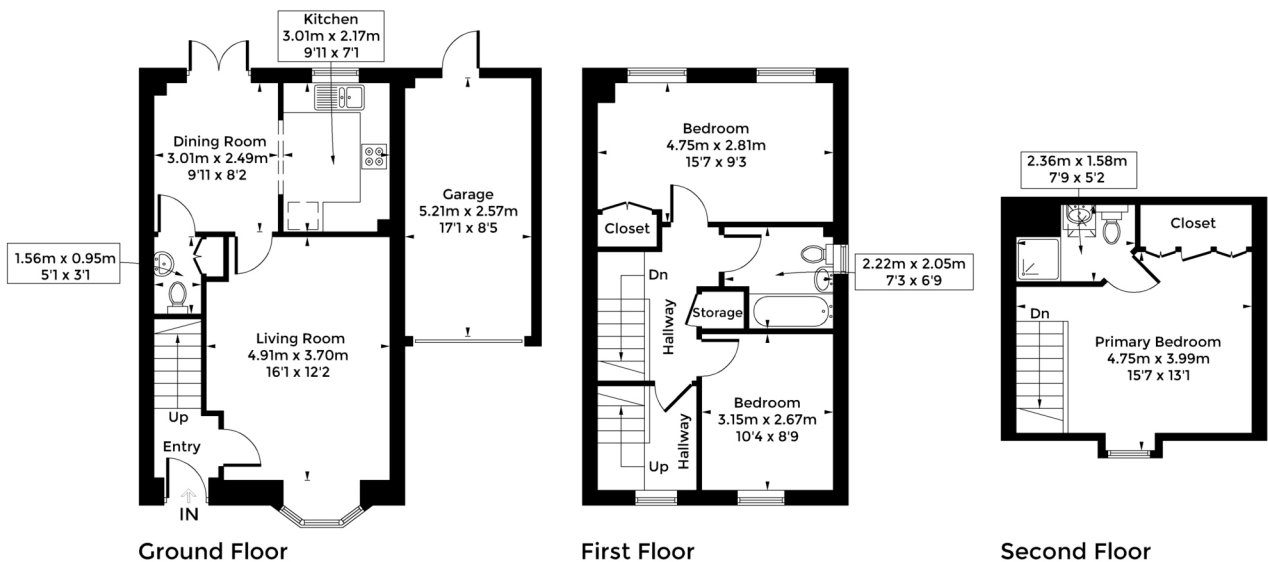 Kitchen
3.01m x 2.17m
9'11 x 7'1
Dining Room
3.01m x 2.49m
9'11 x 8'2
Garage
5.21m x 2.57m
17'1 x 8'5
1.56m x 0.95m
5'1 x 3'1
Living Room
4.91m x 3.70m
16'1 x 12'2
Up
Entry
IN
Ground Floor
Bedroom
4.75m x 2.81m
15'7 x 9'3
Closet
Dn
Hallway
Storage
2.22m x 2.05m
7'3 x 6'9
Bedroom
3.15m x 2.67m
10'4 x 8'9
Hallway
Up
First Floor
2.36m x 1.58m
7'9 x 5'2
Closet
Dn
Primary Bedroom
4.75m x 3.99m
15'7 x 13'1
Second Floor